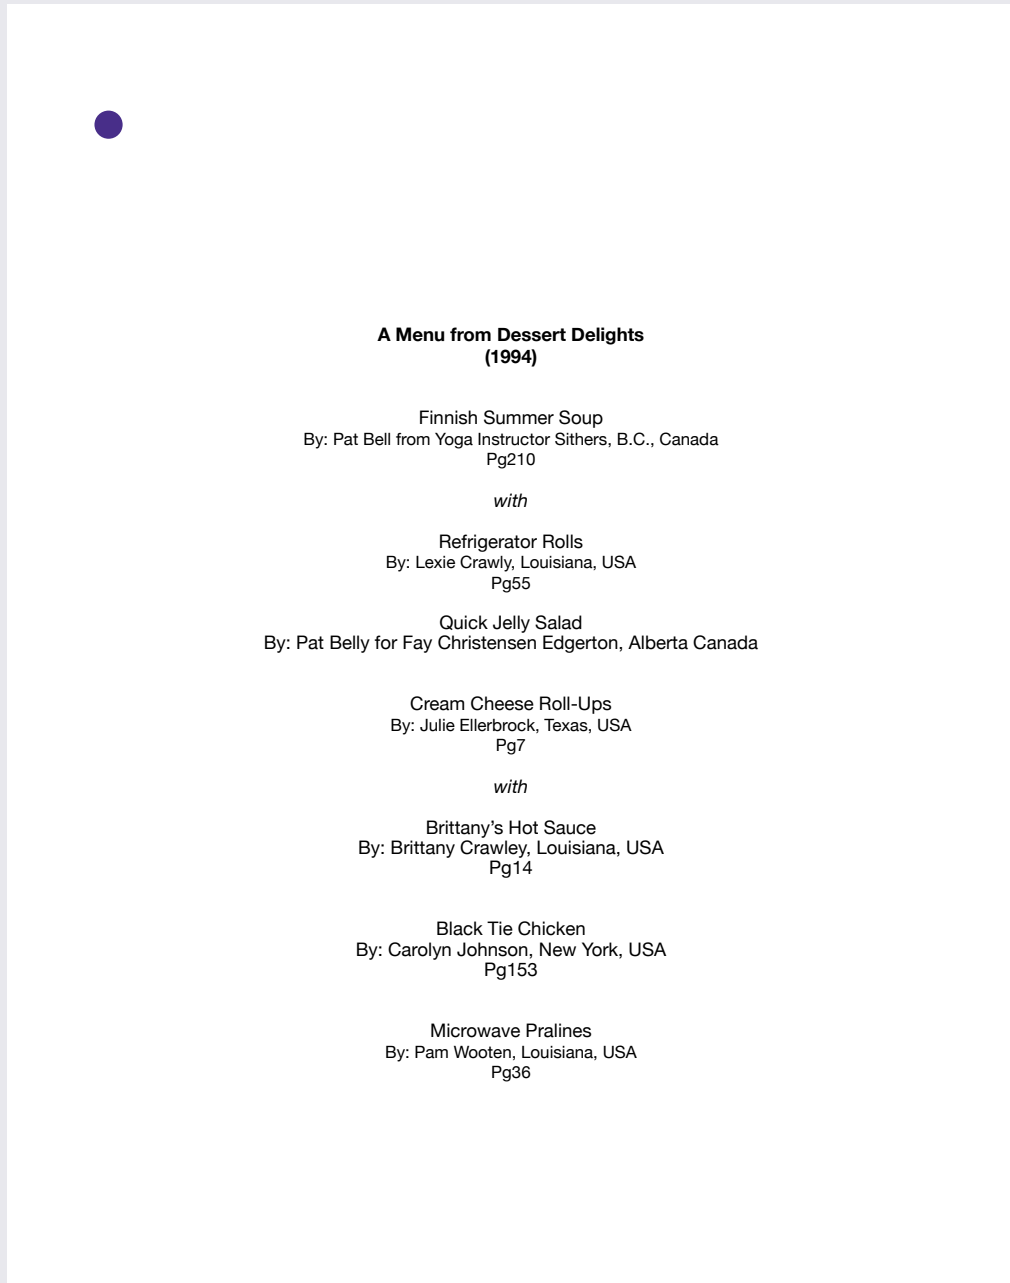 A Menu from Dessert Delights
(1994)
Finnish Summer Soup
By: Pat Bell from Yoga Instructor Sithers, B.C., Canada
Pg210
with
Refrigerator Rolls
By: Lexie Crawly, Louisiana, USA
Pg55
Quick Jelly Salad
By: Pat Belly for Fay Christensen Edgerton, Alberta Canada
Cream Cheese Roll-Ups
By: Julie Ellerbrock, Texas, USA
Pg7
with
Brittany’s Hot Sauce
By: Brittany Crawley, Louisiana, USA
Pg14
Black Tie Chicken
By: Carolyn Johnson, New York, USA
Pg153
Microwave Pralines
By: Pam Wooten, Louisiana, USA
Pg36